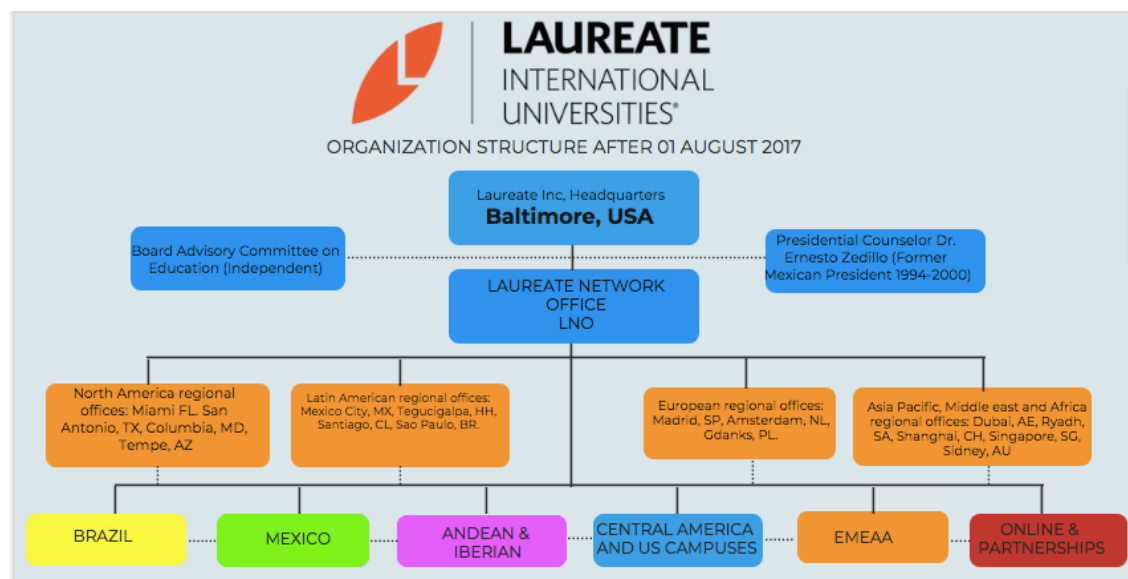 LAUREATE
INTERNATIONAL
UNIVERSITIES®
ORGANIZATION STRUCTURE AFTER 01 AUGUST 2017
Laureate Inc, Headquarters
Baltimore, USA
Board Advisory Committee on
Education (Independent)
Presidential Counselor Dr.
Ernesto Zedillo (Former
Mexican President 1994-2000)
LAUREATE NETWORK
OFFICE
LNO
North America regional
offices: Miami FL. San
Antonio, TX, Columbia, MD,
Tempe, AZ
Latin American regional offices:
Mexico City, MX, Tegucigalpa, HH,
Santiago, CL, Sao Paulo, BR.
European regional offices:
Madrid, SP, Amsterdam, NL,
Gdanks, PL.
Asia Pacific, Middle east and Africa
regional offices: Dubai, AE, Ryadh,
SA, Shanghai, CH, Singapore, SG,
Sidney, AU
BRAZIL
MEXICO
ANDEAN &
IBERIAN
CENTRAL AMERICA
AND US CAMPUSES
EMEAA
ONLINE &
PARTNERSHIPS